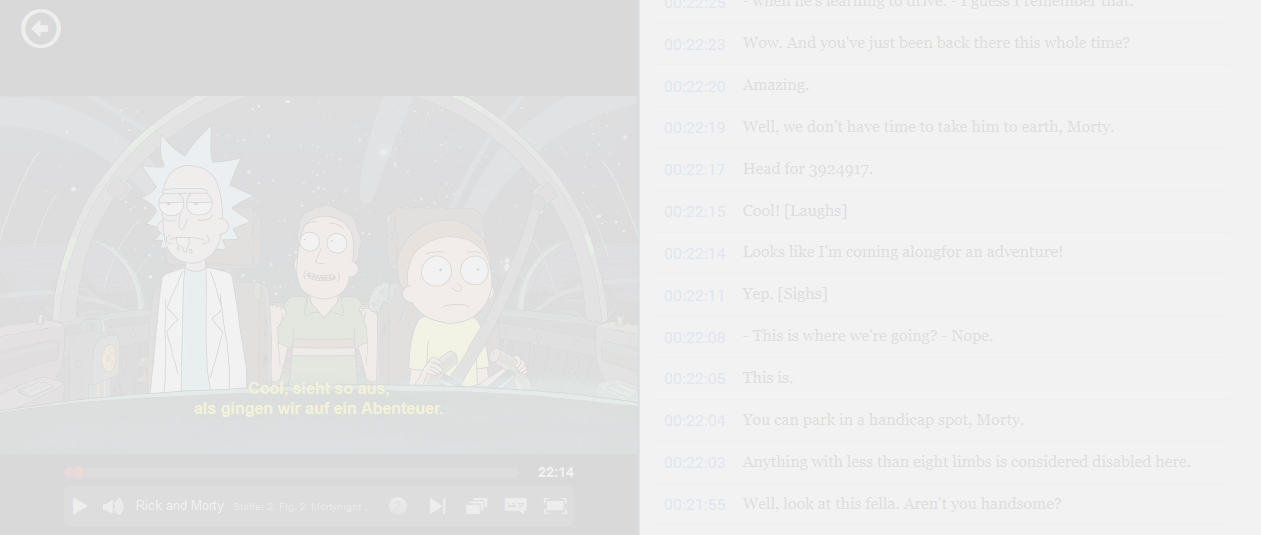 Cool, sieht so aus,
als gingen wir auf ein Abenteuer.
22:14
Rick and Morty Staffel 2: Flg. 2: Mortynight ..
00:22:25 - when he's learning to drive. - I guess I remember that.
00:22:23 Wow. And you've just been back there this whole time?
00:22:20 Amazing.
00:22:19 Well, we don't have time to take him to earth, Morty.
00:22:17 Head for 3924917.
00:22:15 Cool! [Laughs]
00:22:14 Looks like I'm coming alongfor an adventure!
00:22:11 Yep. [Sighs]
00:22:08 - This is where we're going? - Nope.
00:22:05 This is.
00:22:04 You can park in a handicap spot, Morty.
00:22:03 Anything with less than eight limbs is considered disabled here.
00:21:55 Well, look at this fella. Aren't you handsome?